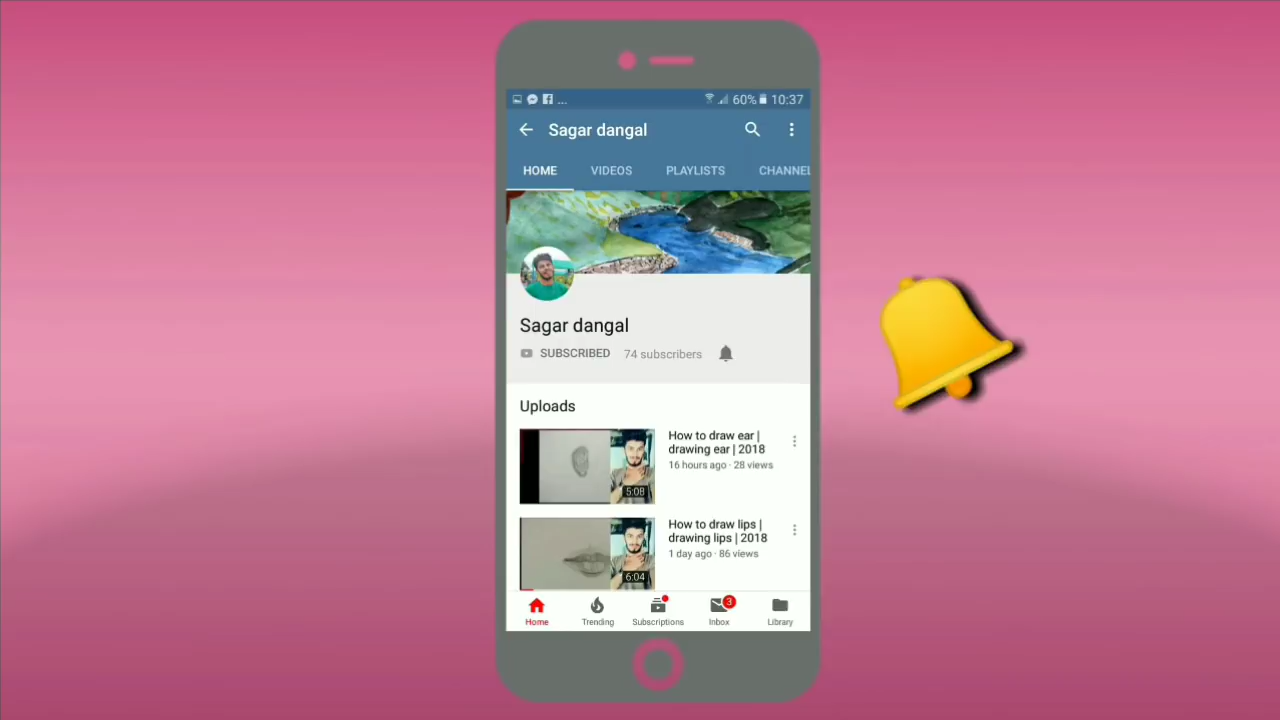 ... 60% 10:37
Sagar dangal
HOME VIDEOS PLAYLISTS CHANNEL
Sagar dangal
SUBSCRIBED 74 subscribers
Uploads
How to draw ear |
drawing ear | 2018
16 hours ago · 28 views
5:08
How to draw lips |
drawing lips | 2018
1 day ago · 86 views
6:04
3
Home Trending Subscriptions Inbox Library